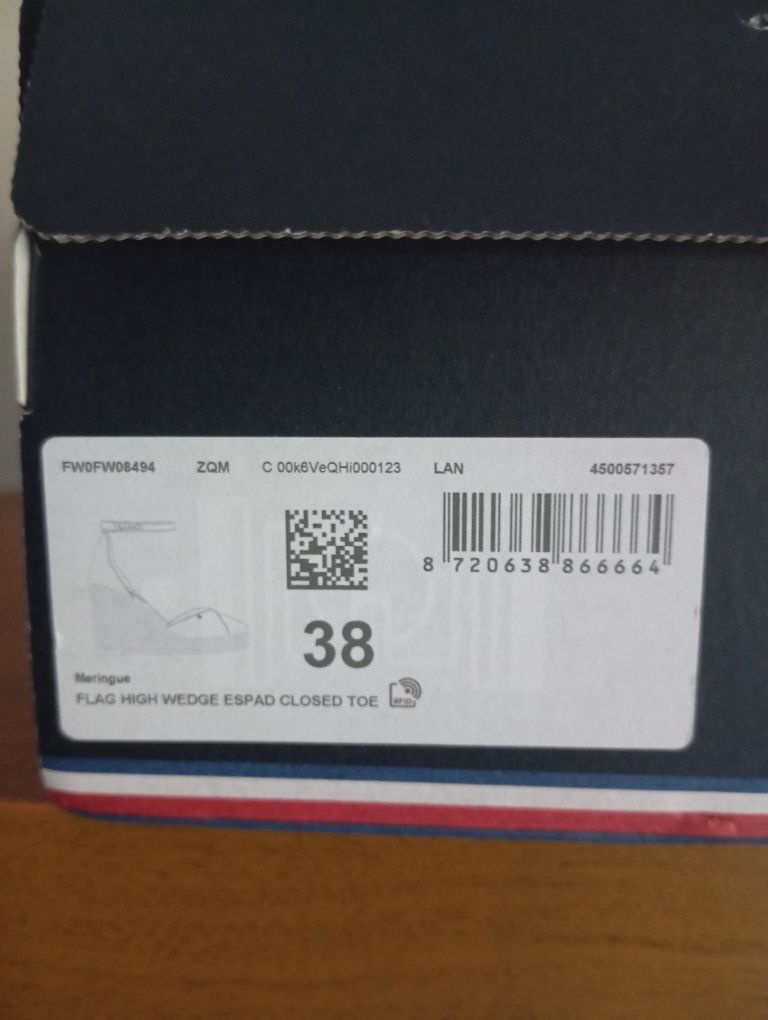 FW0FW08494 ZQM C 00k6VeQHi000123 LAN 4500571357
8 720638 866664
38
Meringue
FLAG HIGH WEDGE ESPAD CLOSED TOE RFID